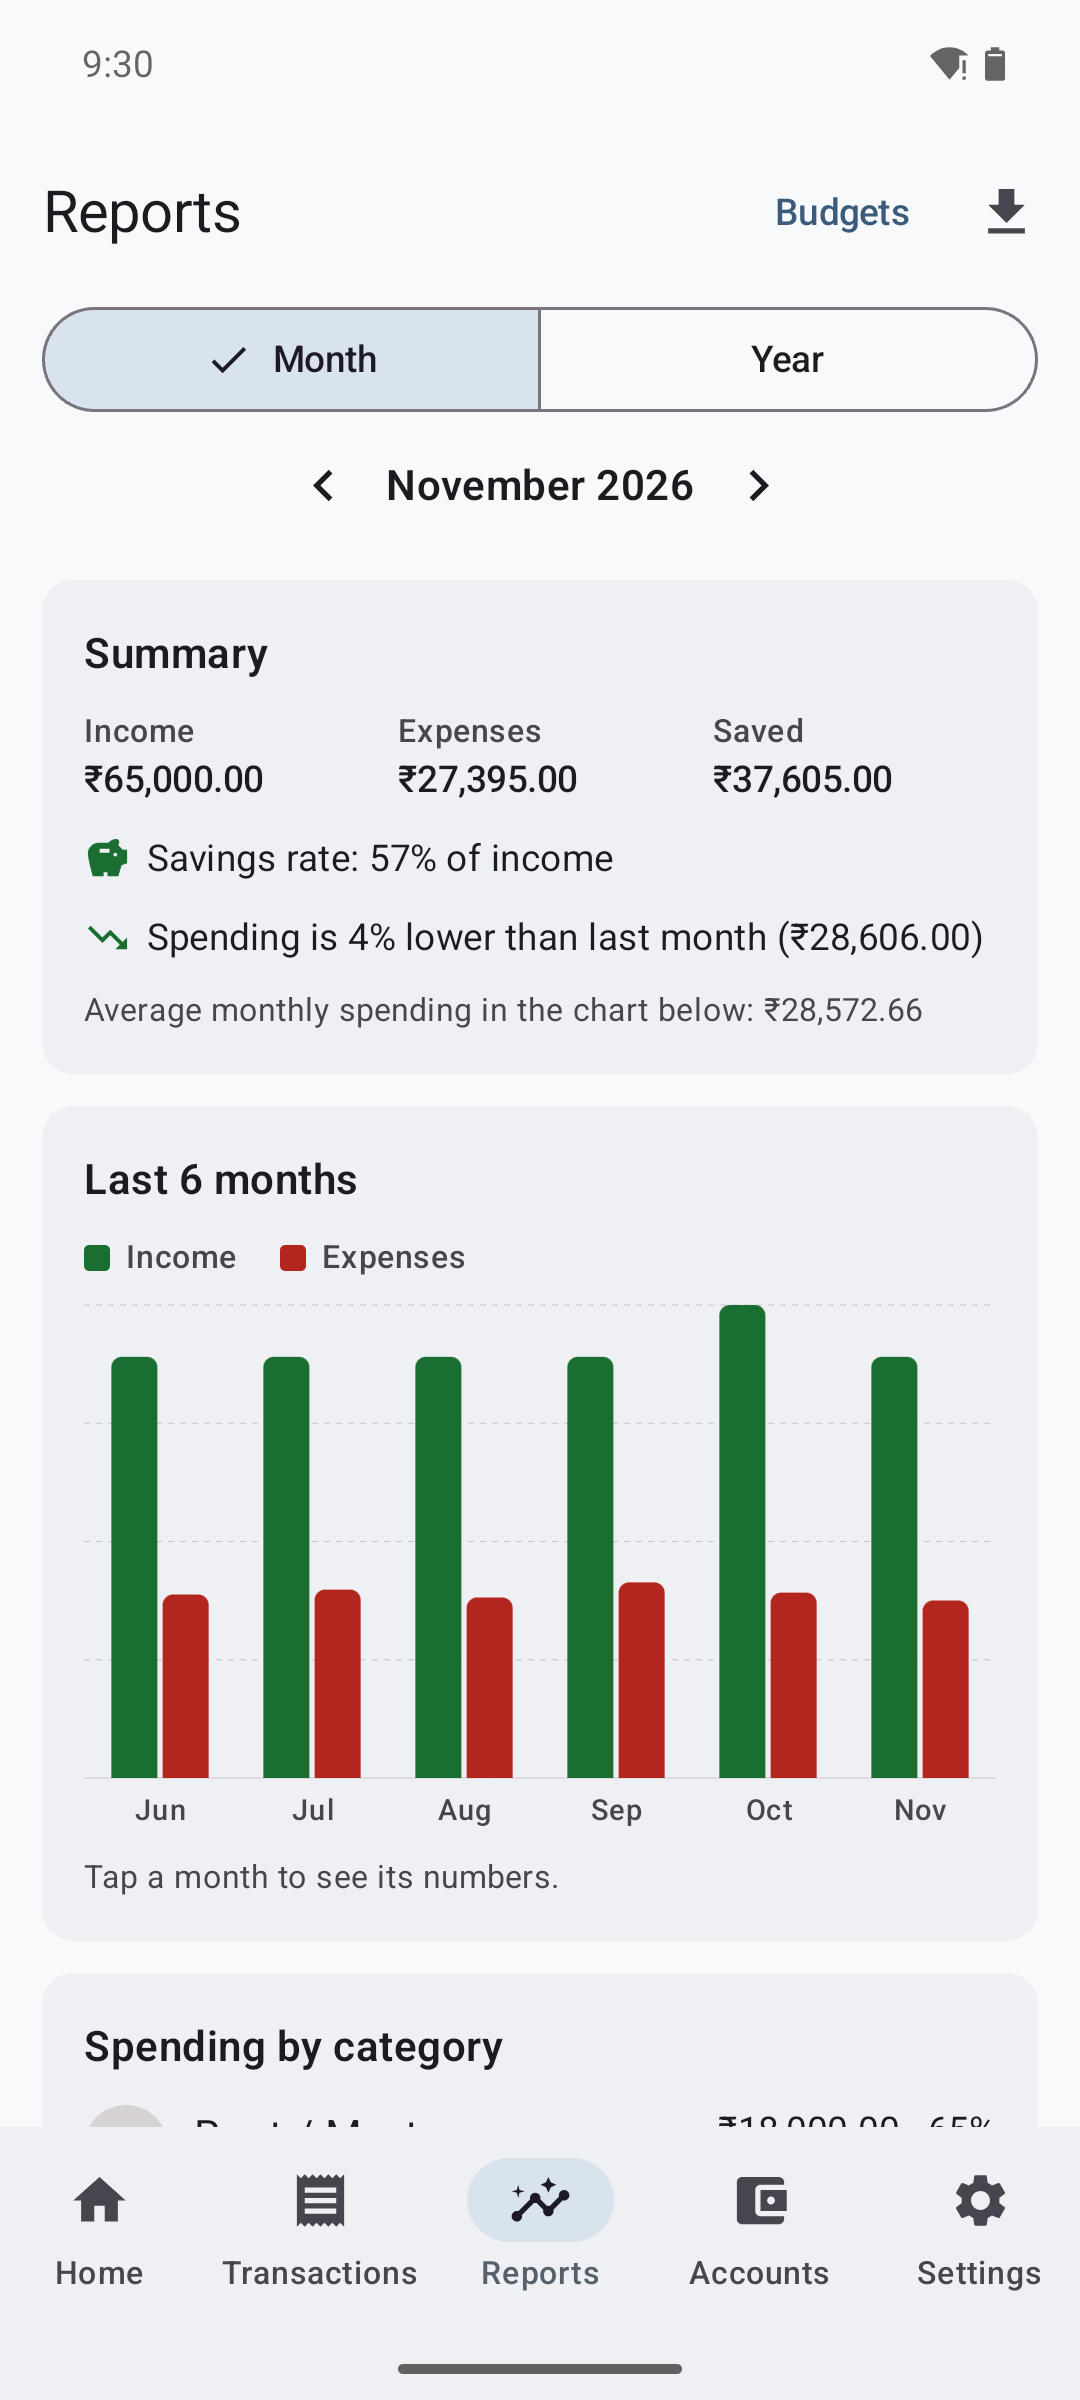 9:30
Reports
Budgets
Month
Year
November 2026
Summary
Income
Expenses
Saved
₹65,000.00
₹27,395.00
₹37,605.00
Savings rate: 57% of income
Spending is 4% lower than last month (₹28,606.00)
Average monthly spending in the chart below: ₹28,572.66
Last 6 months
Income
Expenses
Jun
Jul
Aug
Sep
Oct
Nov
Tap a month to see its numbers.
Spending by category
Home
Transactions
Reports
Accounts
Settings